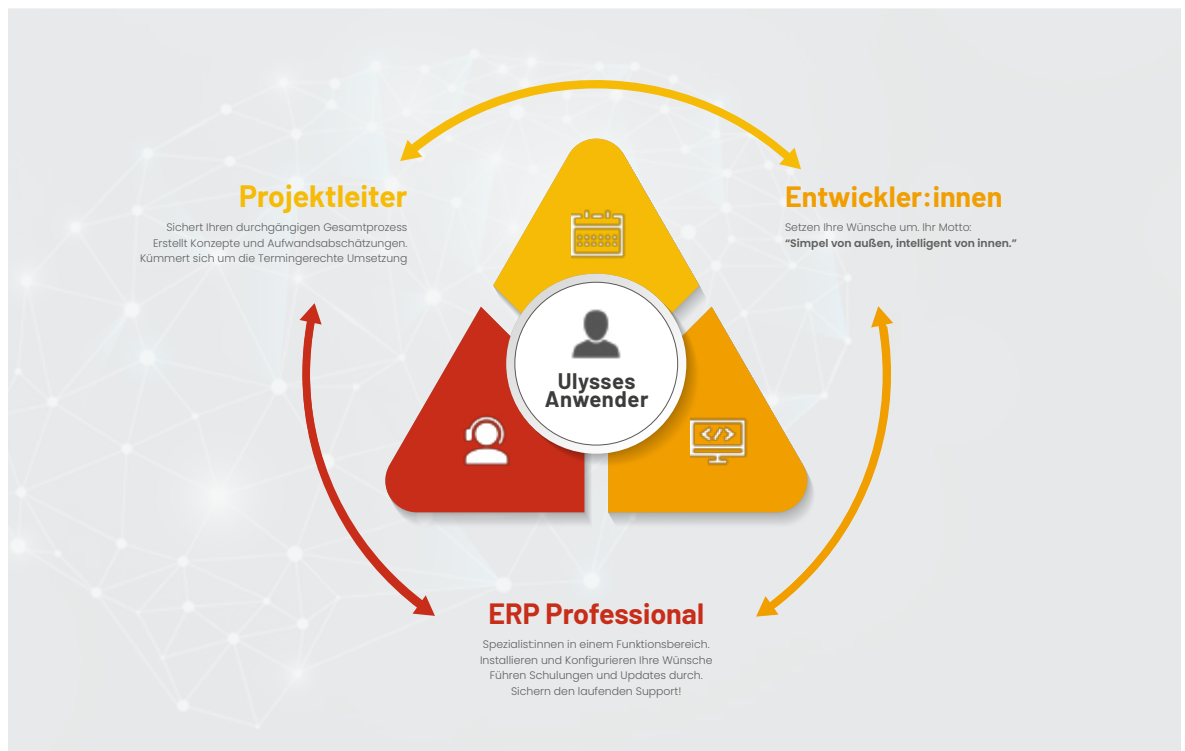 Projektleiter
Sichert Ihren durchgängigen Gesamtprozess
Erstellt Konzepte und Aufwandsabschätzungen.
Kümmert sich um die Termingerechte Umsetzung
Entwickler:innen
Setzen Ihre Wünsche um. Ihr Motto:
“Simpel von außen, intelligent von innen.”
</>
Ulysses
Anwender
ERP Professional
Spezialist:innen in einem Funktionsbereich.
Installieren und Konfigurieren Ihre Wünsche
Führen Schulungen und Updates durch.
Sichern den laufenden Support!